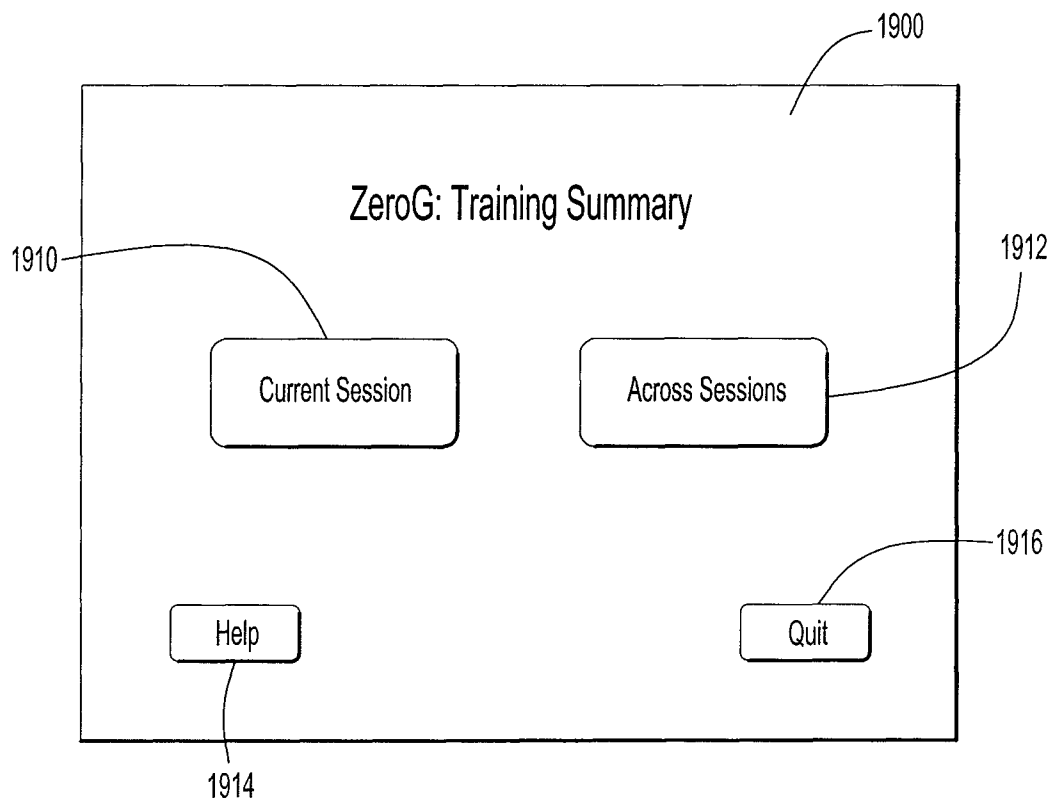 1900
ZeroG: Training Summary
1910
1912
Current Session
Across Sessions
1916
Help
Quit
1914